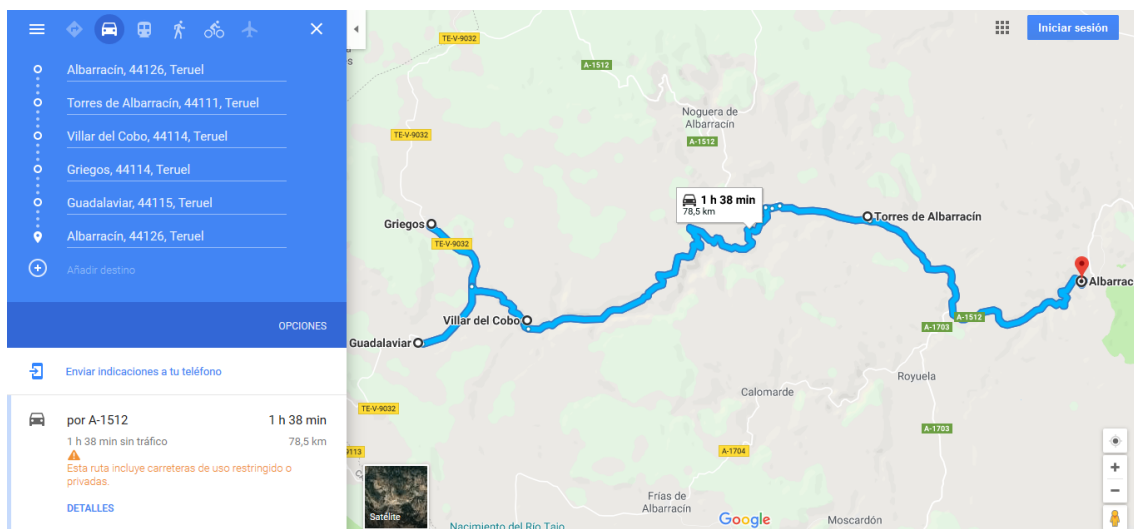 Albarracín, 44126, Teruel
Torres de Albarracín, 44111, Teruel
Villar del Cobo, 44114, Teruel
Griegos, 44114, Teruel
Guadalaviar, 44115, Teruel
Albarracín, 44126, Teruel
Añadir destino
OPCIONES
Enviar indicaciones a tu teléfono
por A-1512
1 h 38 min
1 h 38 min sin tráfico
78,5 km
Esta ruta incluye carreteras de uso restringido o
privadas.
DETALLES
Iniciar sesión
TE-V-9032
A-1512
Noguera de
Albarracín
TE-V-9032
A-1512
1 h 38 min
78,5 km
Griegos
Torres de Albarracín
TE-V-9032
Albarrac
Villar del Cobo
A-1512
A-1703
Guadalaviar
Royuela
Calomarde
TE-V-9032
A-1703
9113
A-1704
Satélite
Frías de
Albarracín
Google
Moscardón
Nacimiento del Río Tajo